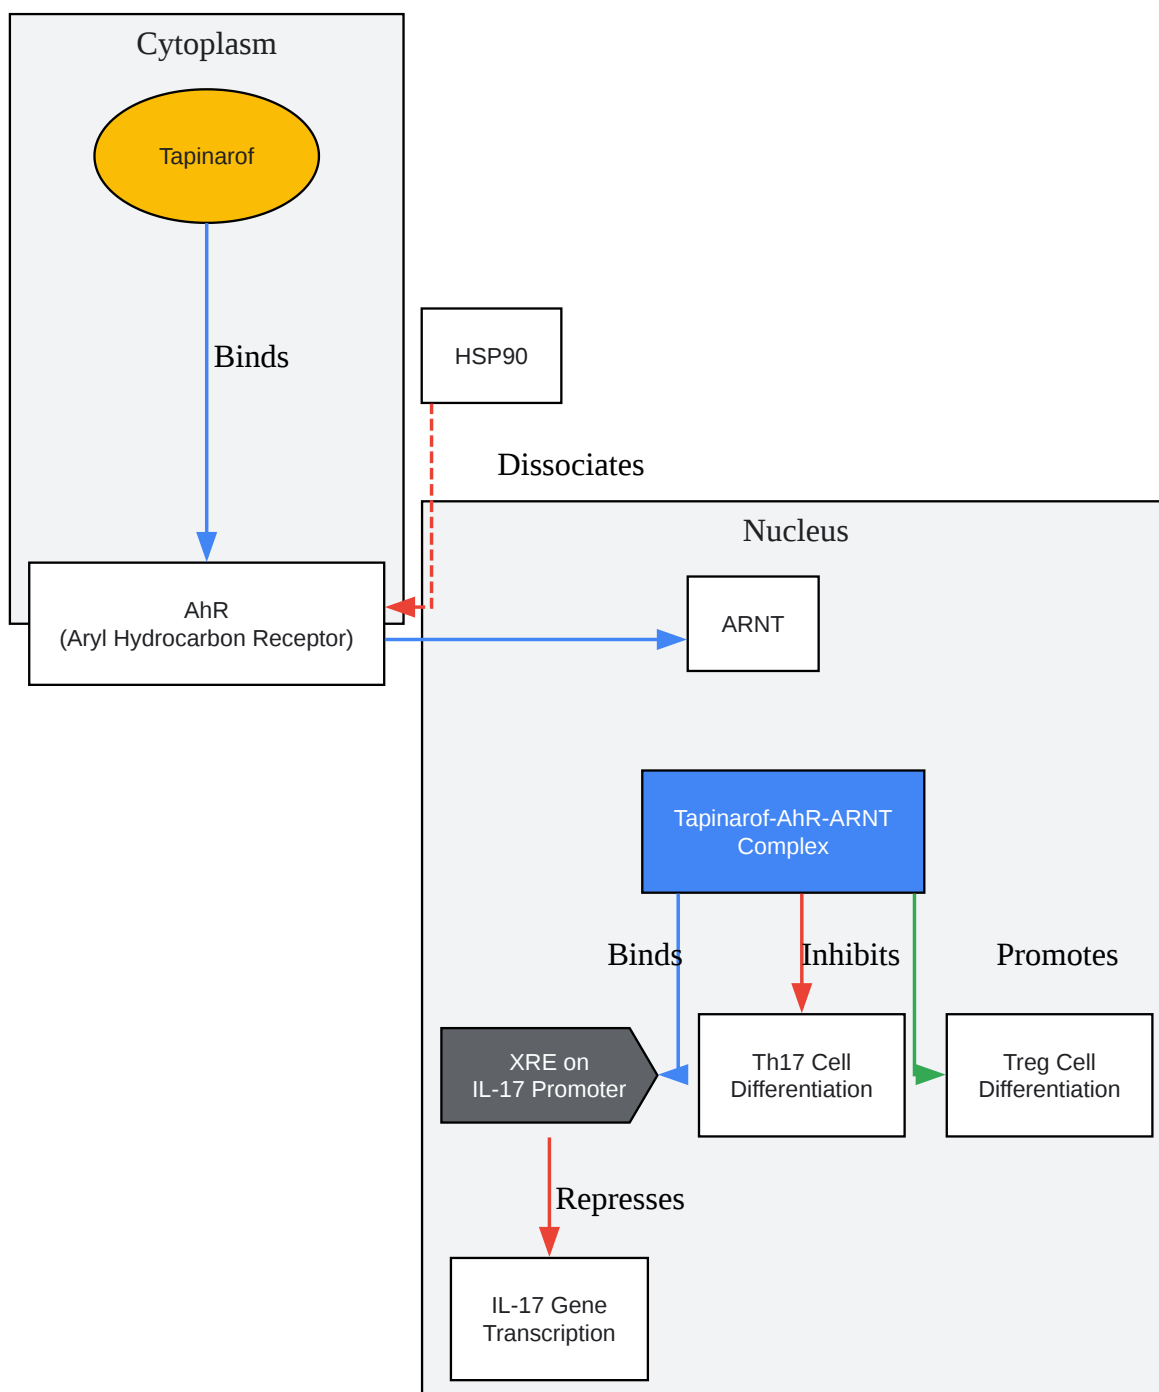 Cytoplasm
Tapinarof
Binds
HSP90
Dissociates
Nucleus
AhR
(Aryl Hydrocarbon Receptor)
ARNT
Tapinarof-AhR-ARNT
Complex
Binds
Inhibits
Promotes
XRE on
IL-17 Promoter
Th17 Cell
Differentiation
Treg Cell
Differentiation
Represses
IL-17 Gene
Transcription